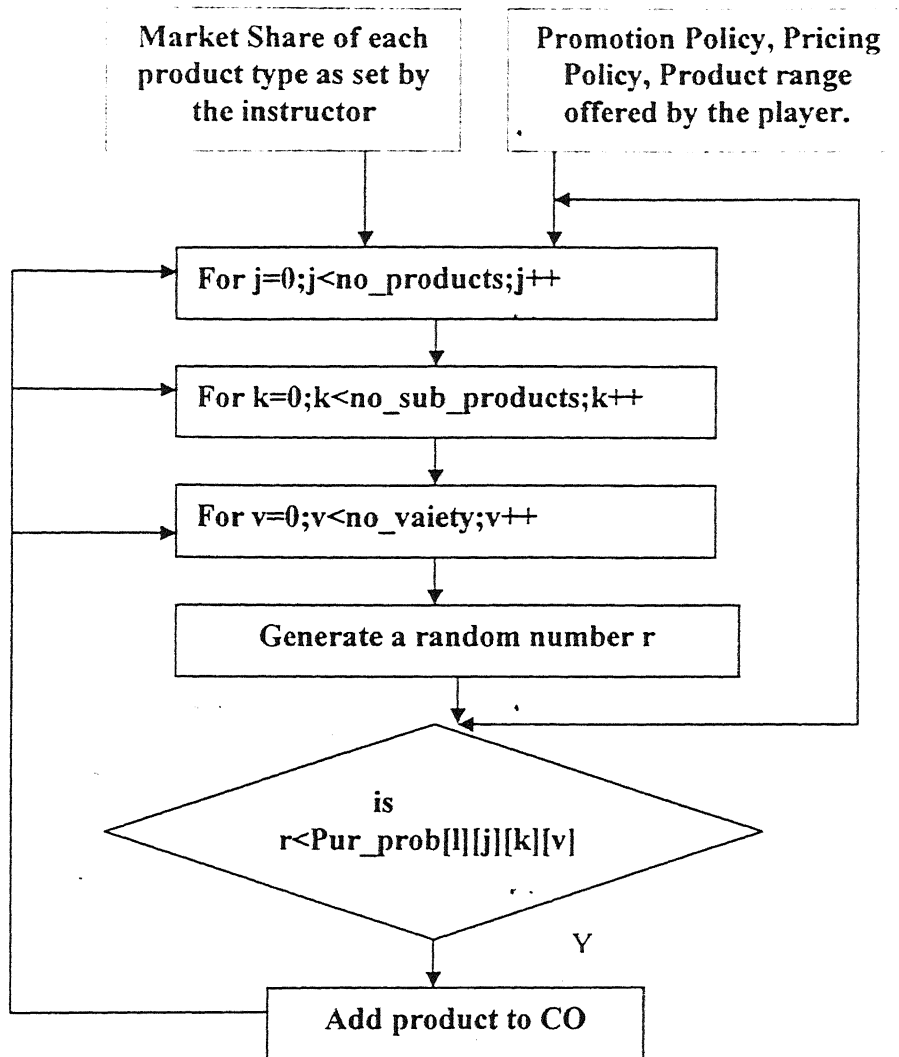 Market Share of each
product type as set by
the instructor
Promotion Policy, Pricing
Policy, Product range
offered by the player.
For j=0;j<no_products;j++
For k=0;k<no_sub_products;k++
For v=0;v<no_vaiety;v++
Generate a random number r
is
r<Pur_prob[l][j][k][v]
Y
Add product to CO